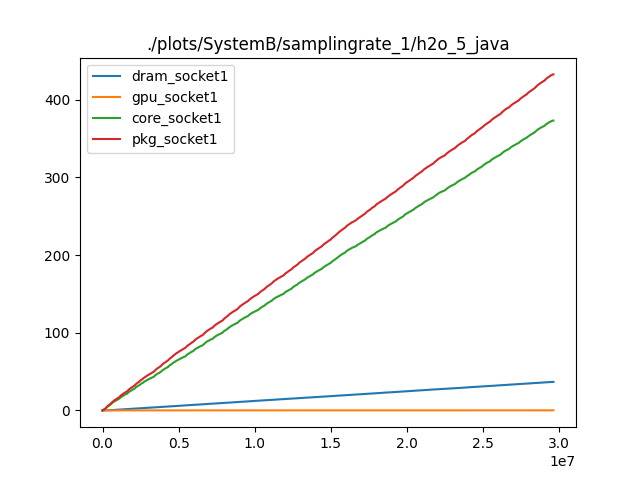 ./plots/SystemB/samplingrate_1/h2o_5_java
dram_socket1
gpu_socket1
core_socket1
pkg_socket1
400
300
200
100
0
0.0 0.5 1.0 1.5 2.0 2.5 3.0
1e7